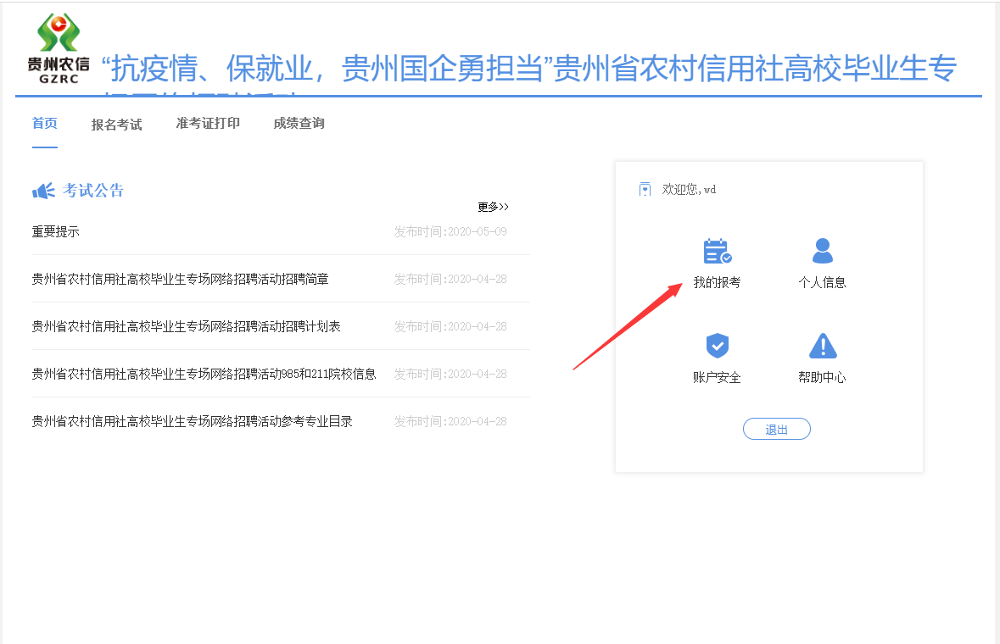 贵州农信
GZRC
“抗疫情、保就业，贵州国企勇担当”贵州省农村信用社高校毕业生专
首页 报名考试 准考证打印 成绩查询
考试公告
更多>>
重要提示 发布时间:2020-05-09
贵州省农村信用社高校毕业生专场网络招聘活动招聘简章 发布时间:2020-04-28
贵州省农村信用社高校毕业生专场网络招聘活动招聘计划表 发布时间:2020-04-28
贵州省农村信用社高校毕业生专场网络招聘活动985和211院校信息 发布时间:2020-04-28
贵州省农村信用社高校毕业生专场网络招聘活动参考专业目录 发布时间:2020-04-28
欢迎您,wd
我的报考 个人信息
账户安全 帮助中心
退出